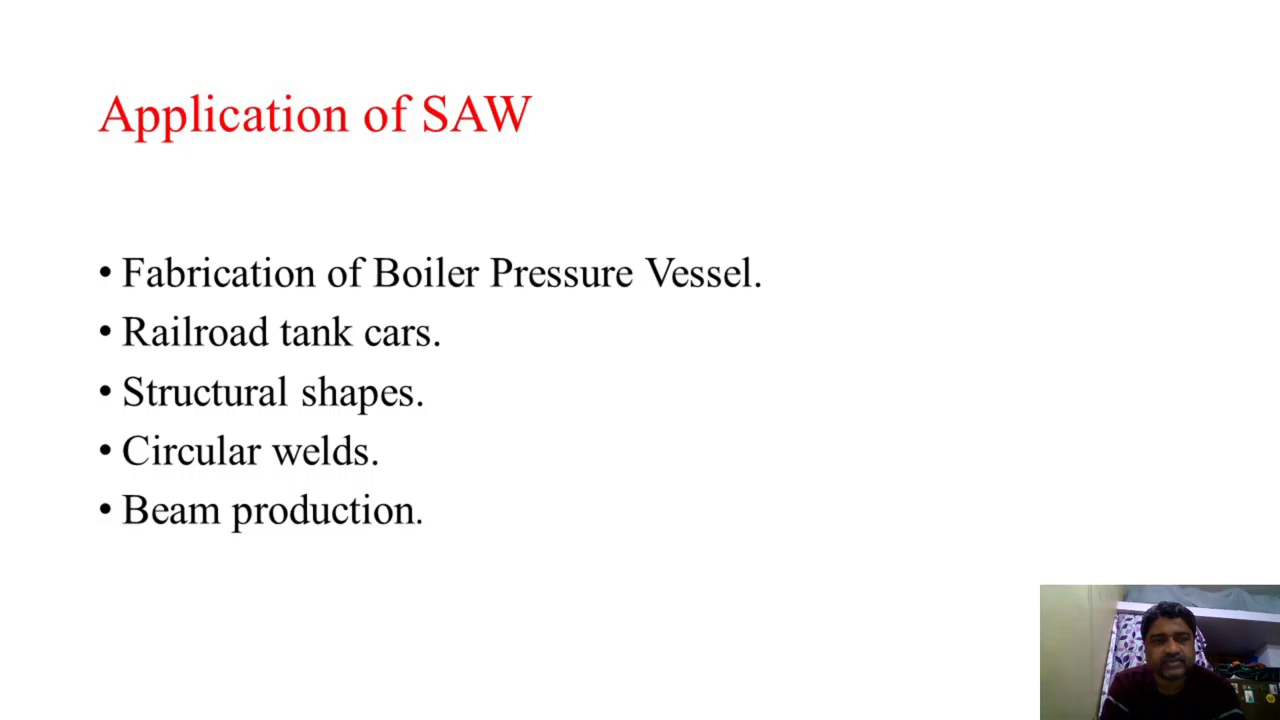 Application of SAW
• Fabrication of Boiler Pressure Vessel.
• Railroad tank cars.
• Structural shapes.
• Circular welds.
• Beam production.